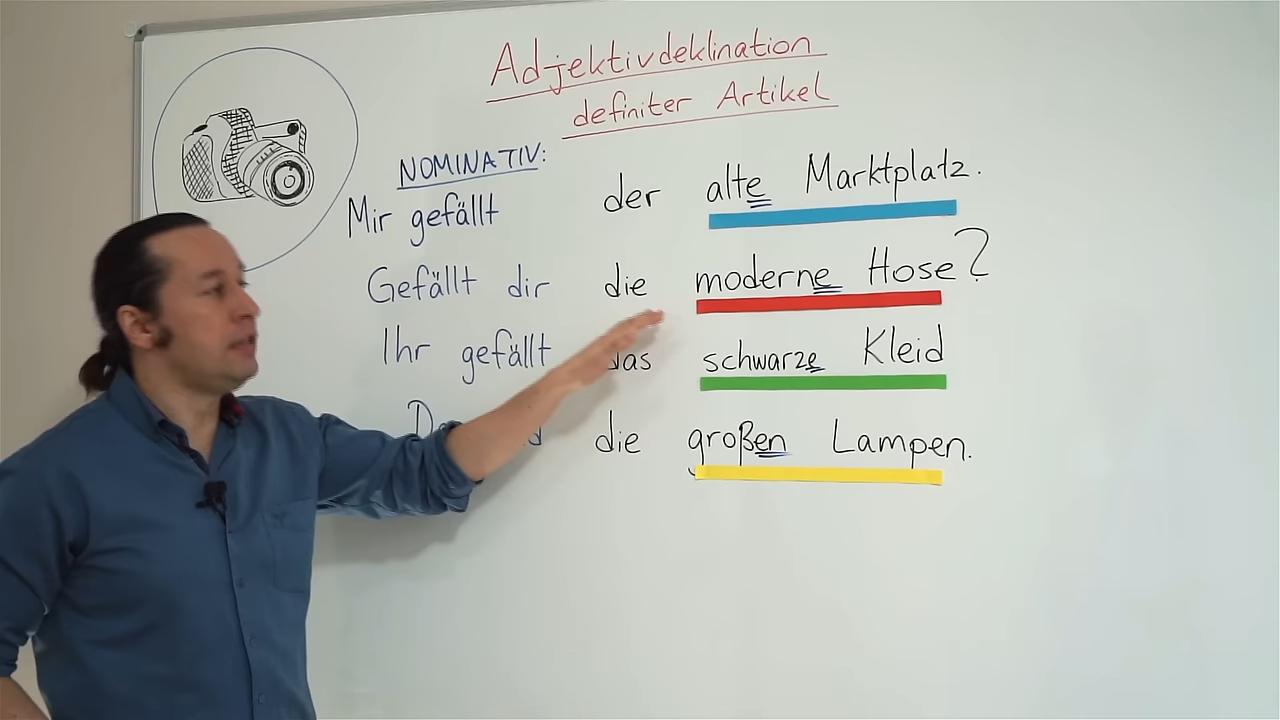 Adjektivdeklination
definiter Artikel
NOMINATIV:
Mir gefällt der alte Marktplatz.
Gefällt dir die moderne Hose?
Ihr gefällt das schwarze Kleid
die großen Lampen.